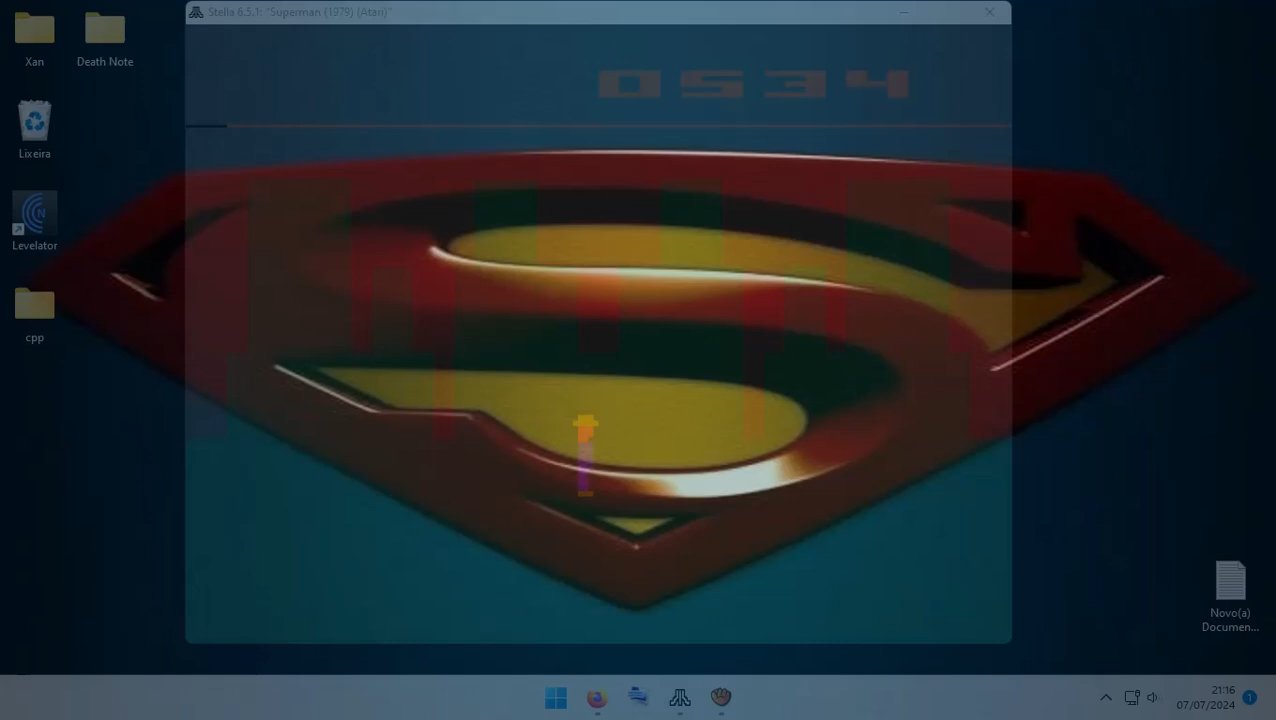 Stella 6.5.1: "Superman (1979) (Atari)"
0534
Xan
Death Note
Lixeira
Levelator
cpp
Novo(a)
Documen...
21:16
07/07/2024
1